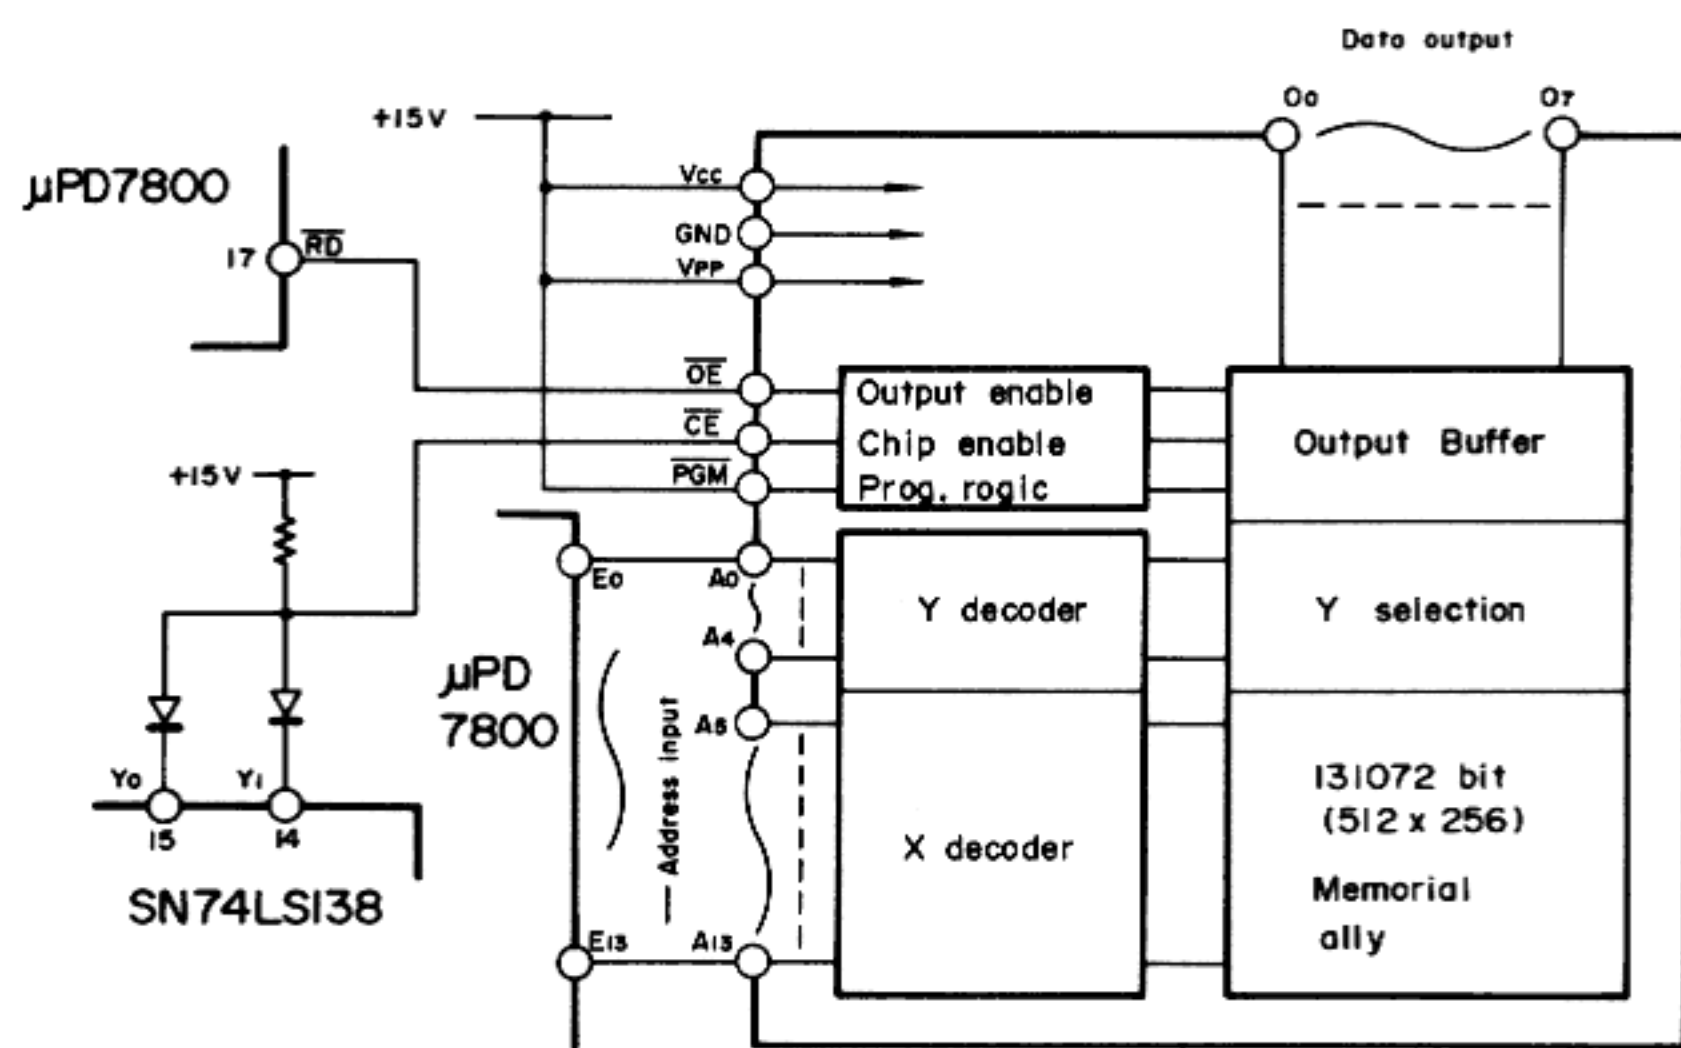 Data output
O0
O7
+15V
μPD7800
17
RD
Vcc
GND
VPP
OE
CE
PGM
Output enable
Chip enable
Prog. rogic
Output Buffer
+15V
E0
A0
A4
A5
E13
A13
μPD
7800
Address input
Y decoder
X decoder
Y selection
131072 bit
(512 x 256)
Memorial
ally
Y0
Y1
15
14
SN74LS138